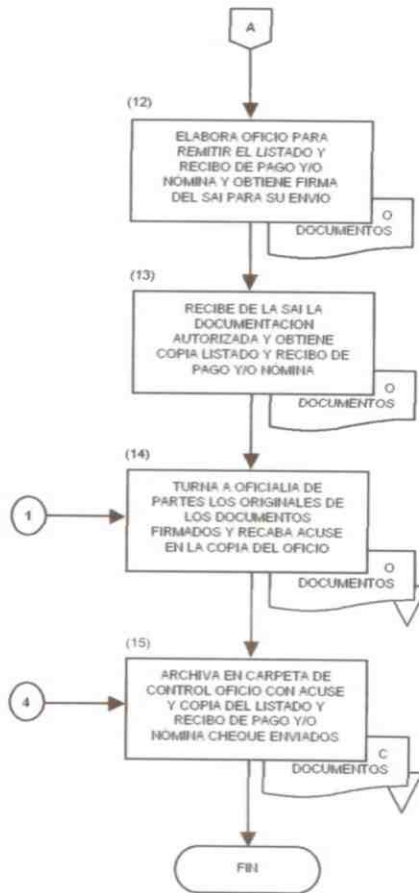 A
(12)
ELABORA OFICIO PARA
REMITIR EL LISTADO Y
RECIBO DE PAGO Y/O
NOMINA Y OBTIENE FIRMA
DEL SAI PARA SU ENVIO
O
DOCUMENTOS
(13)
RECIBE DE LA SAI LA
DOCUMENTACION
AUTORIZADA Y OBTIENE
COPIA LISTADO Y RECIBO DE
PAGO Y/O NÓMINA
O
DOCUMENTOS
(14)
1
TURNA A OFICIALIA DE
PARTES LOS ORIGINALES DE
LOS DOCUMENTOS
FIRMADOS Y RECABA ACUSE
EN LA COPIA DEL OFICIO
O
DOCUMENTOS
(15)
4
ARCHIVA EN CARPETA DE
CONTROL OFICIO CON ACUSE
Y COPIA DEL LISTADO Y
RECIBO DE PAGO Y/O
NÓMINA CHEQUE ENVIADOS
C
DOCUMENTOS
FIN